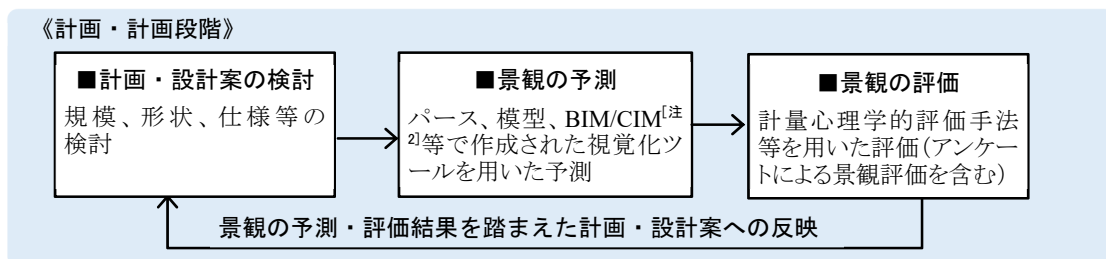 《計画・計画段階》
■計画・設計案の検討
規模、形状、仕様等の
検討
■景観の予測
パース、模型、BIM/CIM[注
2]等で作成された視覚化ツ
ールを用いた予測
■景観の評価
計量心理学的評価手法
等を用いた評価(アンケー
トによる景観評価を含む)
景観の予測・評価結果を踏まえた計画・設計案への反映